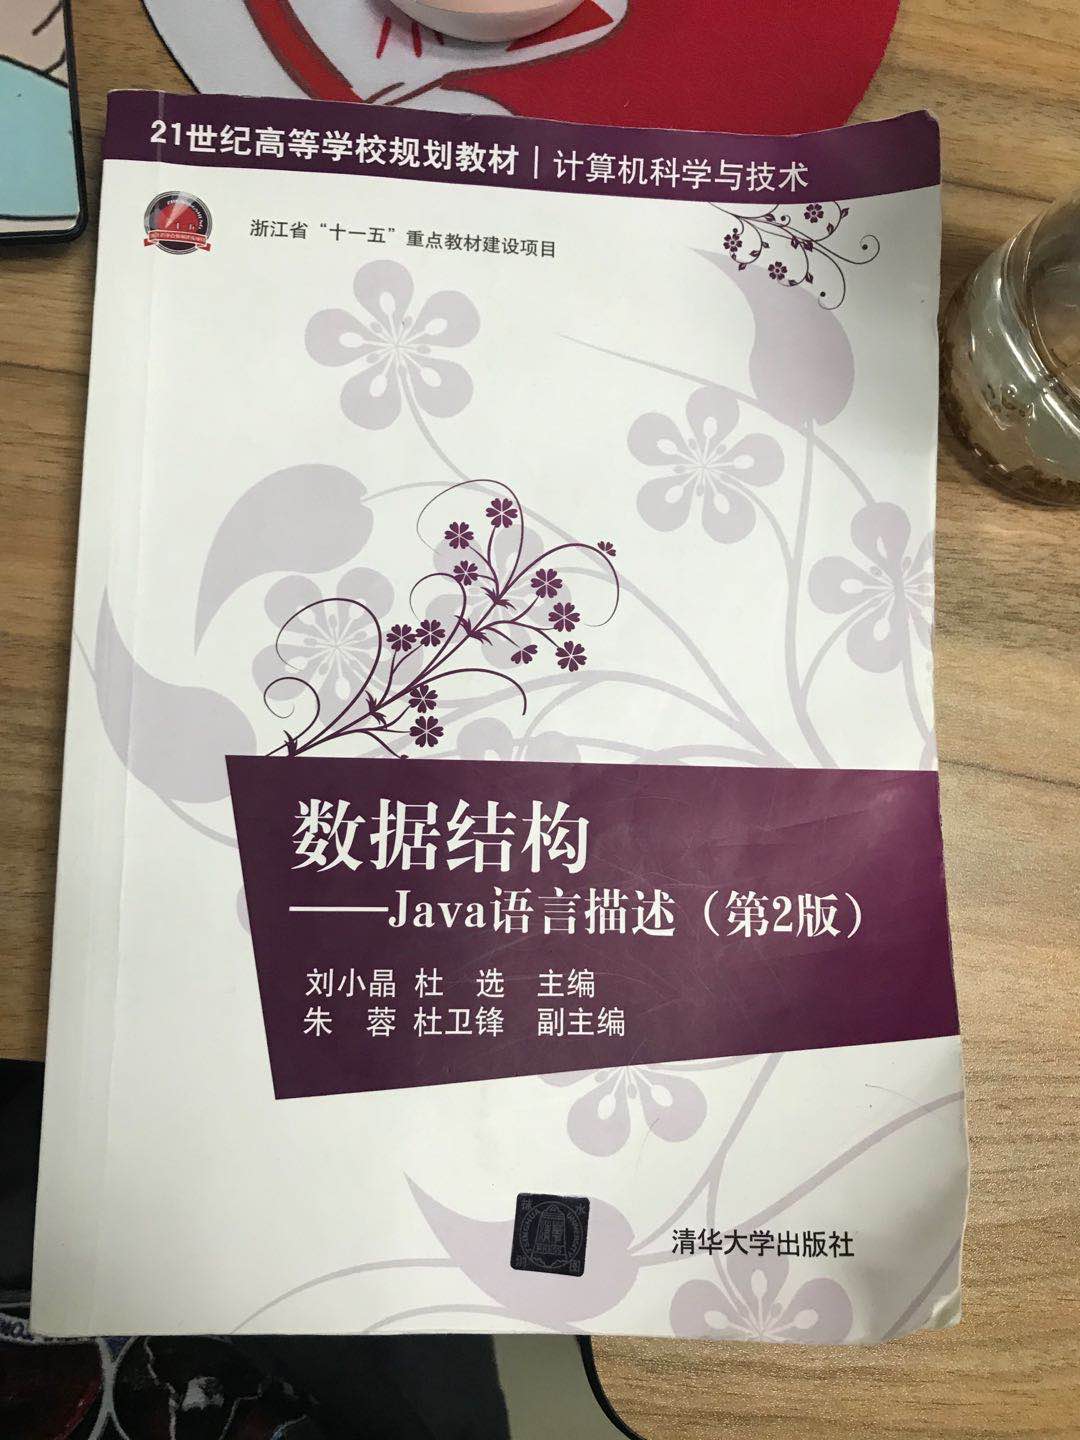 21世纪高等学校规划教材 | 计算机科学与技术
浙江省“十一五”重点教材建设项目
数据结构
——Java语言描述（第2版）
刘小晶 杜 选 主编
朱 蓉 杜卫锋 副主编
清华大学出版社